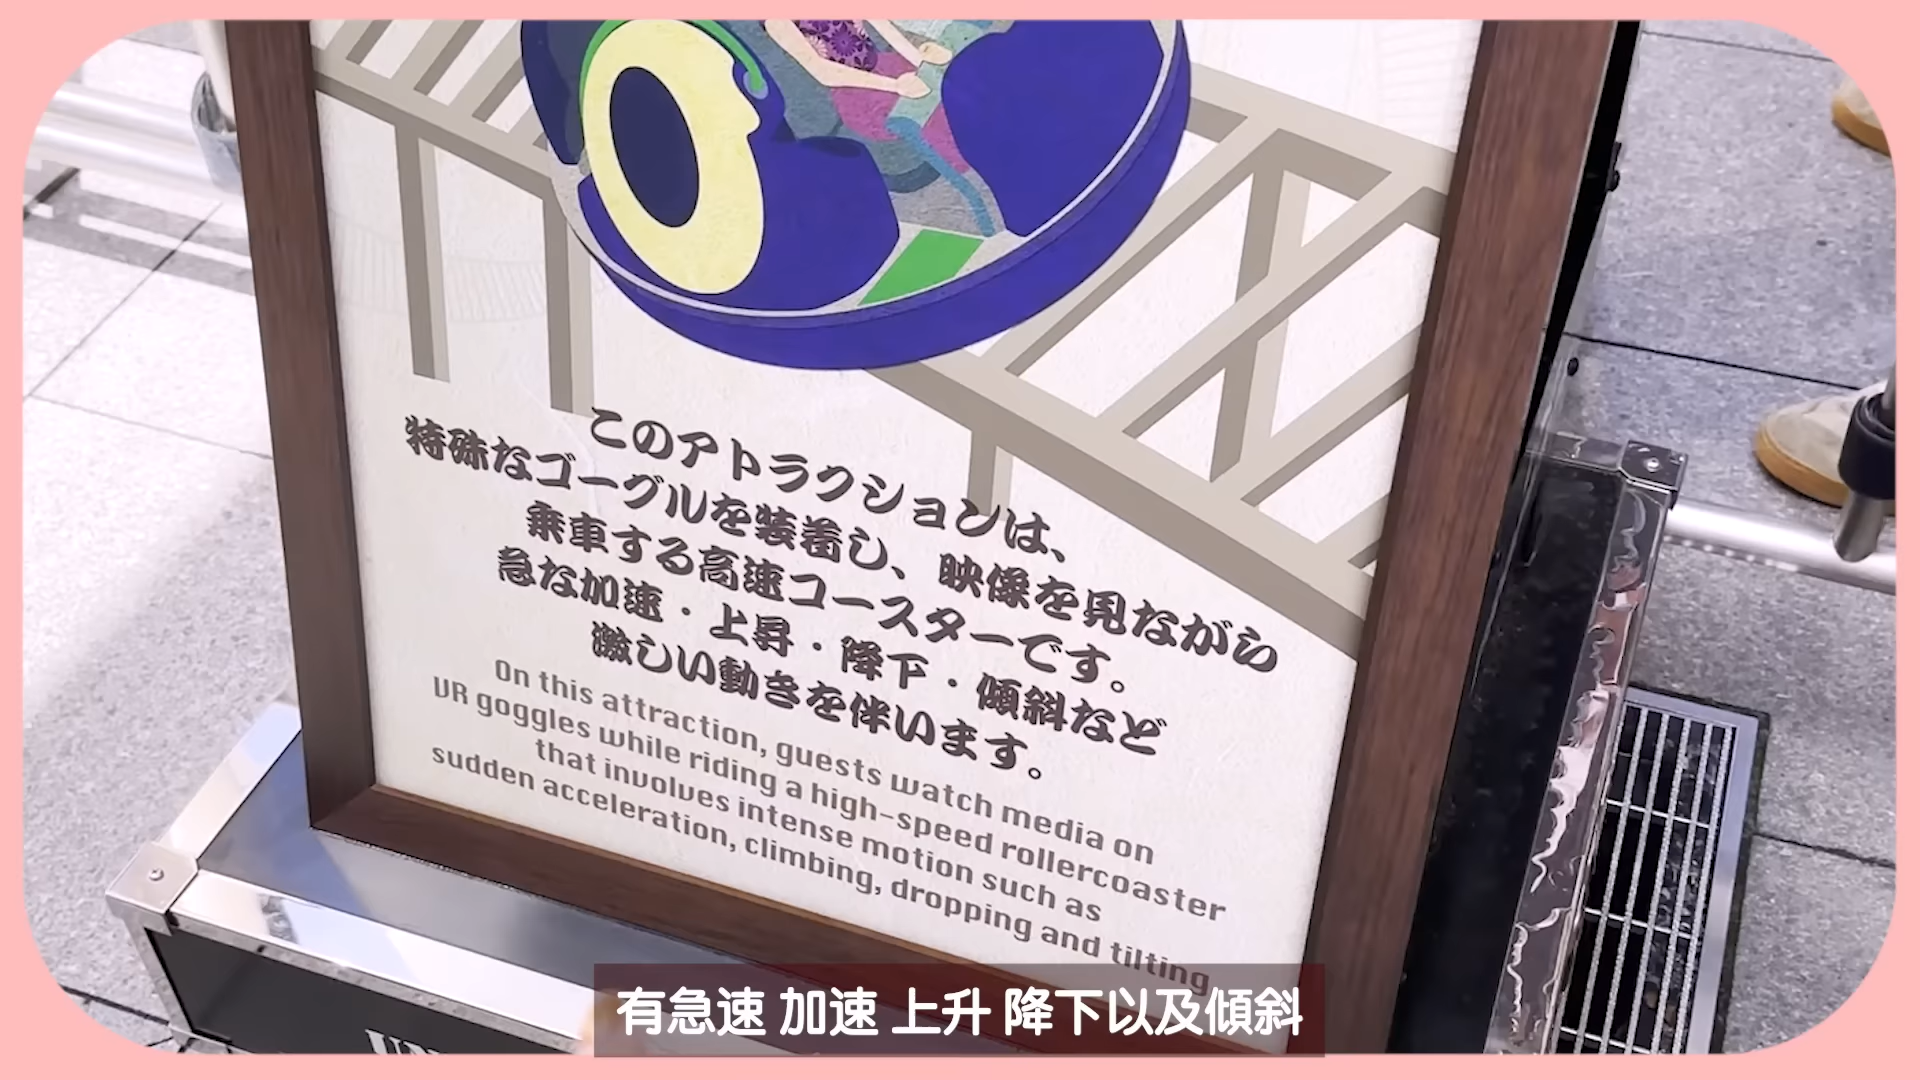 このアトラクションは、
特殊なゴーグルを装着し、映像を見ながら
乗車する高速コースターです。
急な加速・上昇・降下・傾斜など
激しい動きを伴います。
On this attraction, guests watch media on
VR goggles while riding a high-speed rollercoaster
that involves intense motion such as
sudden acceleration, climbing, dropping and tilting
有急速 加速 上升 降下以及傾斜